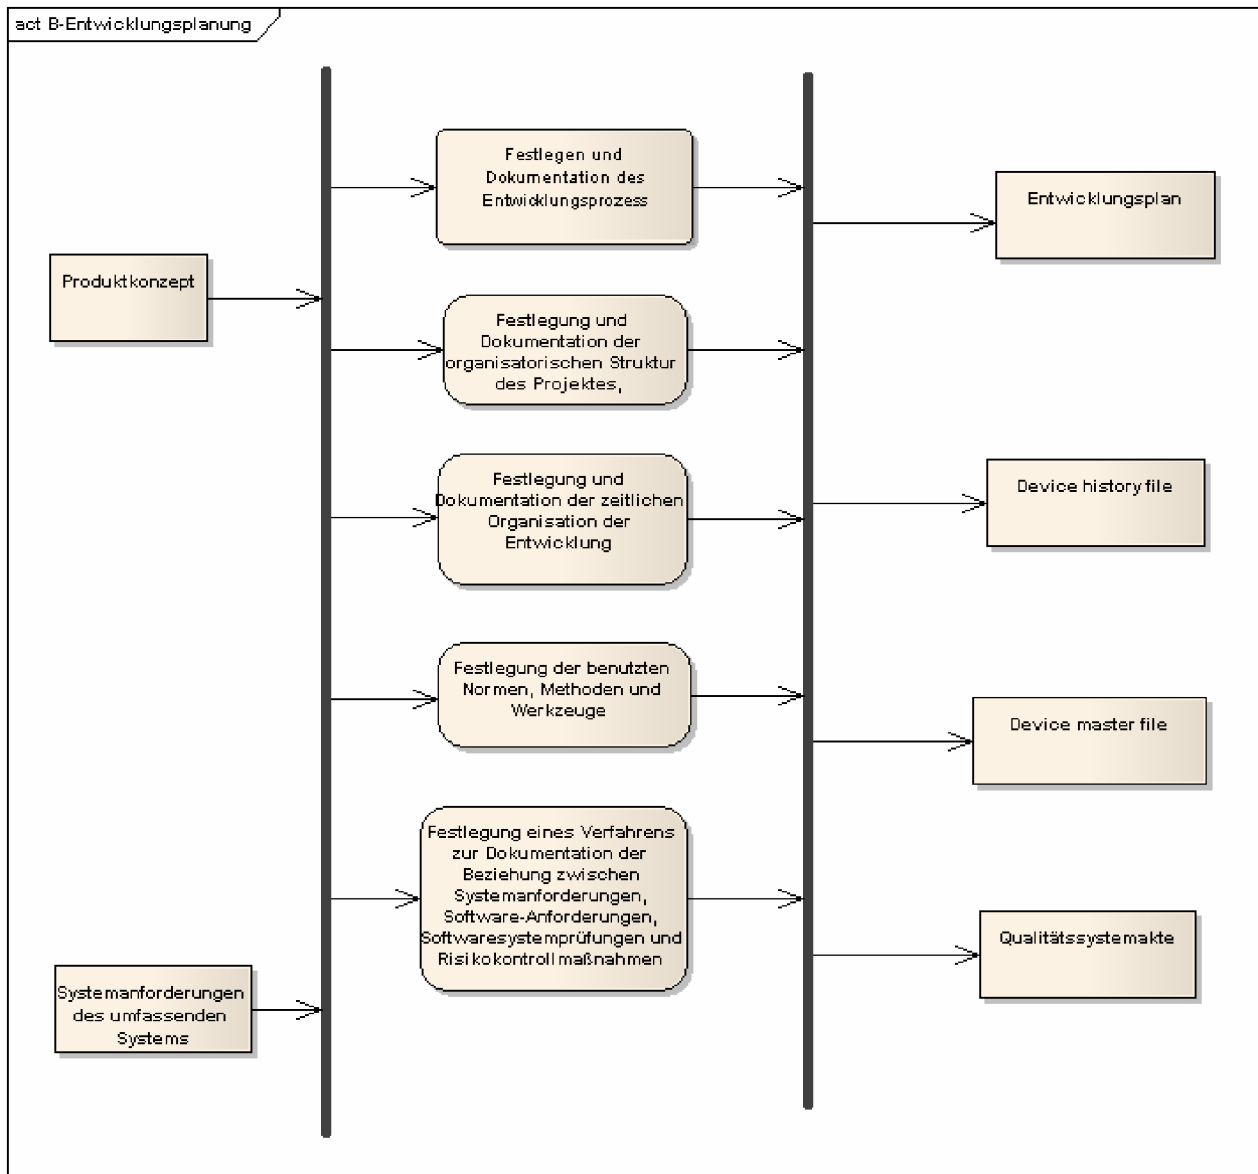 act B-Entwicklungsplanung
Produktkonzept
Systemanforderungen
des umfassenden
Systems
Festlegen und
Dokumentation des
Entwicklungsprozess
Festlegung und
Dokumentation der
organisatorischen Struktur
des Projektes,
Festlegung und
Dokumentation der zeitlichen
Organisation der
Entwicklung
Festlegung der benutzten
Normen, Methoden und
Werkzeuge
Festlegung eines Verfahrens
zur Dokumentation der
Beziehung zwischen
Systemanforderungen,
Software-Anforderungen,
Softwaresystemprüfungen und
Risikokontrollmaßnahmen
Entwicklungsplan
Device history file
Device master file
Qualitätssystemakte